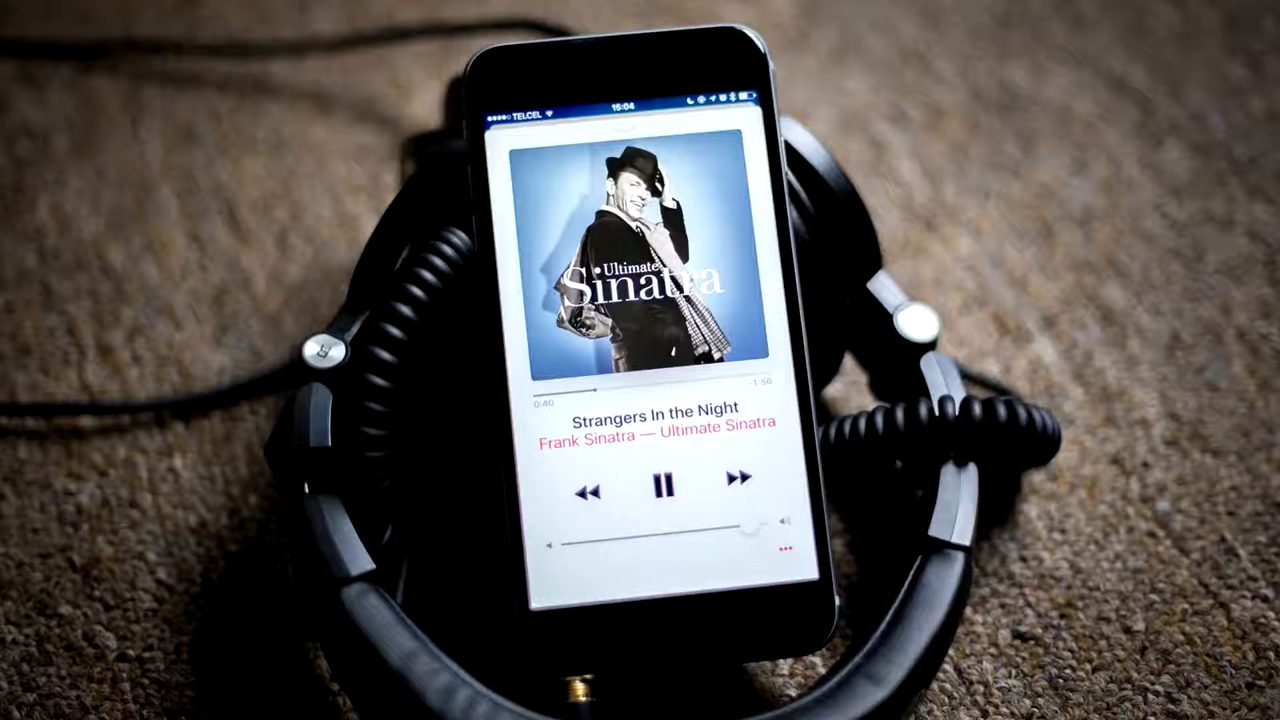 TELCEL 15:04
Ultimate
Sinatra
0:40 -1:56
Strangers In the Night
Frank Sinatra — Ultimate Sinatra